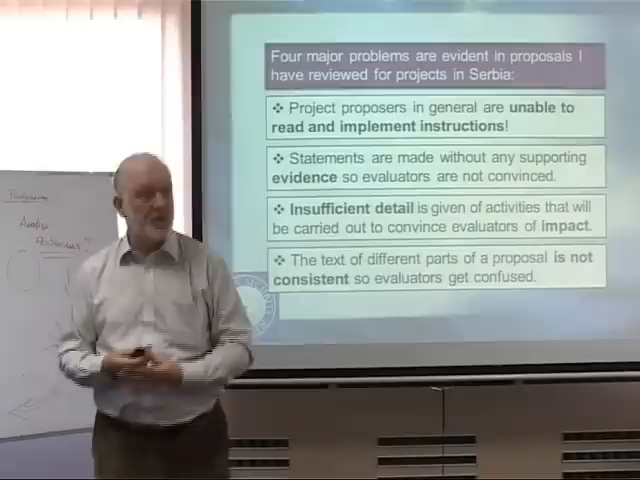 Four major problems are evident in proposals I
have reviewed for projects in Serbia:
❖ Project proposers in general are unable to
read and implement instructions!
❖ Statements are made without any supporting
evidence so evaluators are not convinced.
❖ Insufficient detail is given of activities that will
be carried out to convince evaluators of impact.
❖ The text of different parts of a proposal is not
consistent so evaluators get confused.